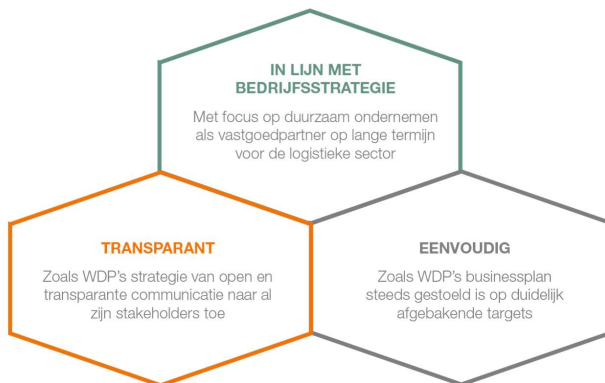 IN LIJN MET
BEDRIJFSSTRATEGIE
Met focus op duurzaam ondernemen
als vastgoedpartner op lange termijn
voor de logistieke sector
TRANSPARANT
Zoals WDP's strategie van open en
transparante communicatie naar al
zijn stakeholders toe
EENVOUDIG
Zoals WDP's businessplan
steeds gestoeld is op duidelijk
afgebakende targets